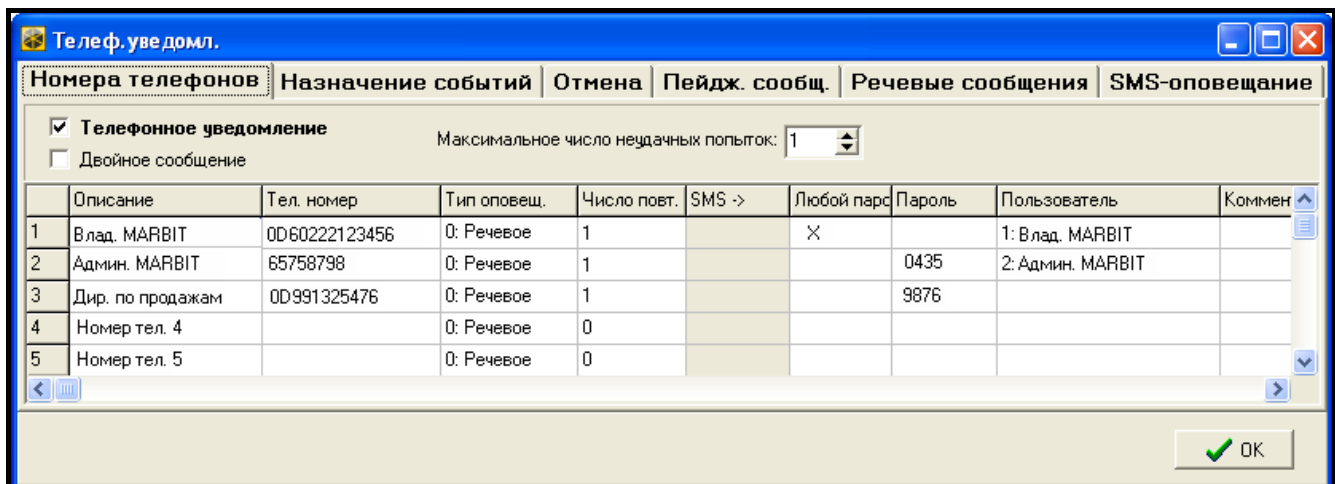 Телеф.уведомл.
Номера телефонов Назначение событий Отмена Пейдж. сообщ. Речевые сообщения SMS-оповещание
Телефонное уведомление
Максимальное число неудачных попыток: 1
Двойное сообщение
Описание Тел. номер Тип оповещ. Число повт. SMS -> Любой парс Пароль Пользователь Коммен
1 Влад. MARBIT 0D60222123456 0: Речевое 1 X 1: Влад. MARBIT
2 Админ. MARBIT 65758798 0: Речевое 1 0435 2: Админ. MARBIT
3 Дир. по продажам 0D991325476 0: Речевое 1 9876
4 Номер тел. 4 0: Речевое 0
5 Номер тел. 5 0: Речевое 0
OK